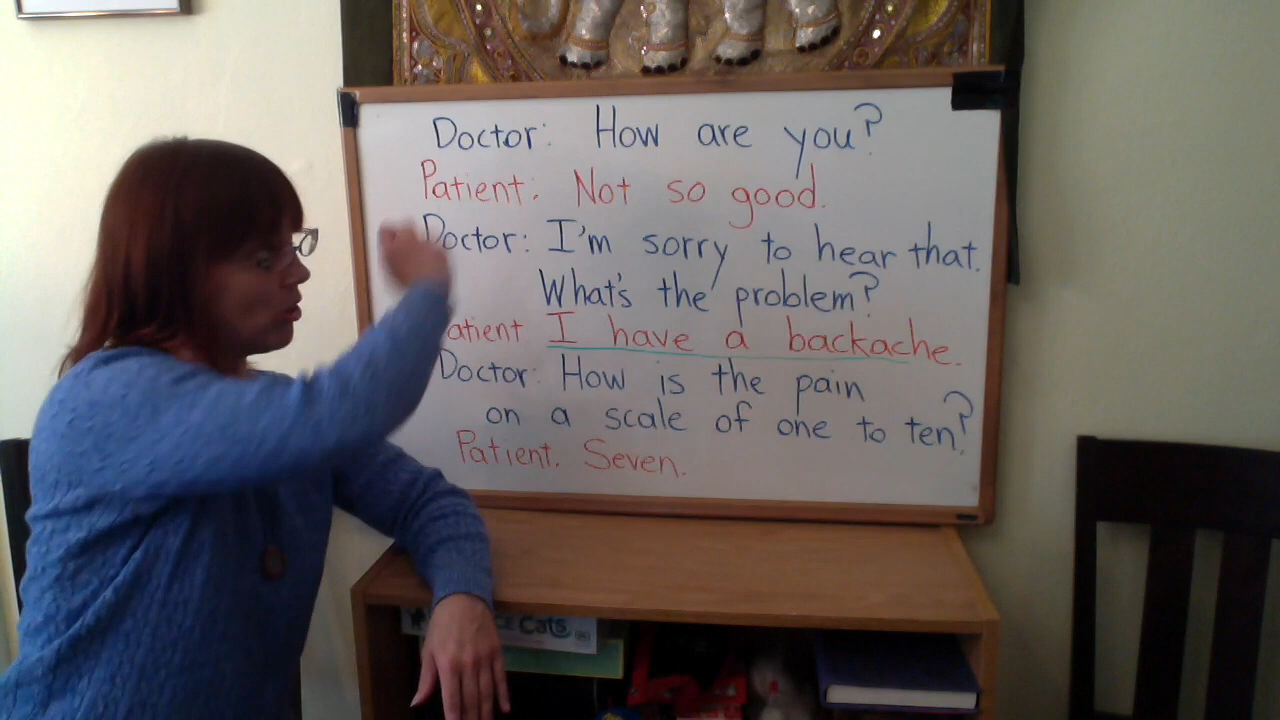 Doctor: How are you?
Patient: Not so good.
Doctor: I'm sorry to hear that.
What's the problem?
atient I have a backache.
Doctor: How is the pain
on a scale of one to ten?
Patient. Seven.
Cats